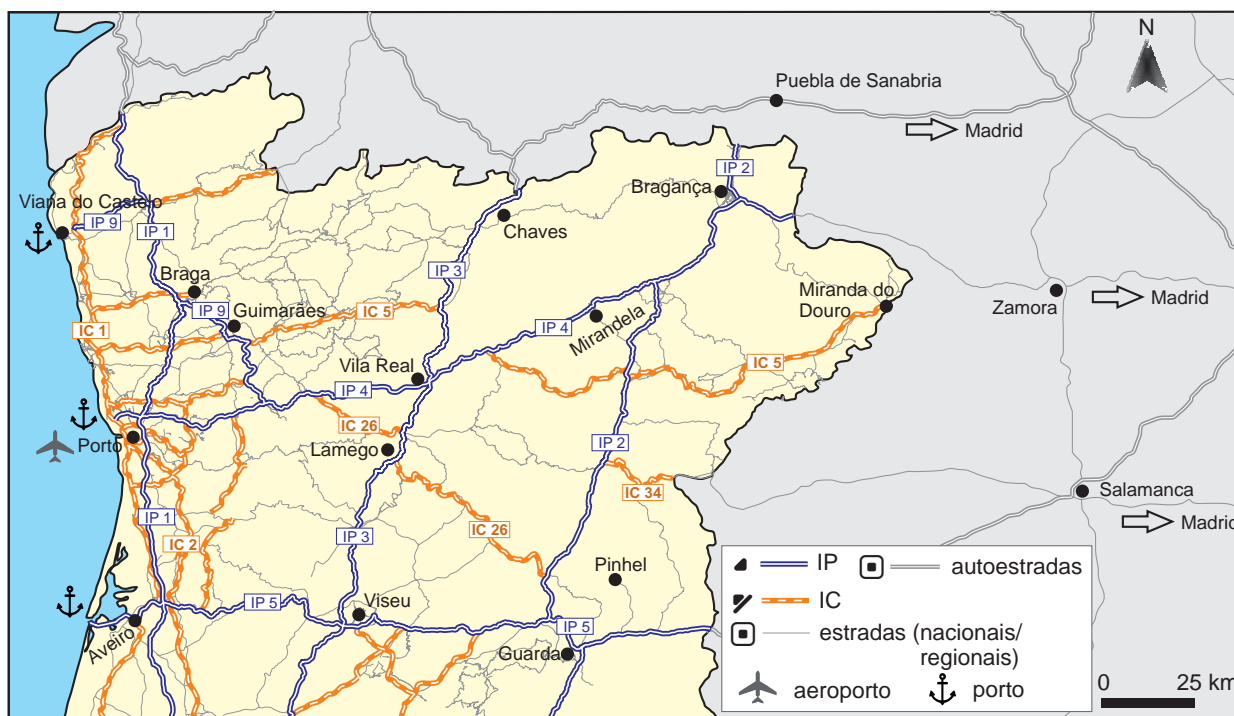 N
Puebla de Sanabria
Madrid
IP 2
Bragança
Viana do Castelo
IP 9
IP 1
Chaves
IP 3
Braga
IP 9
Guimarães
IC 5
IC 1
IP 4
Mirandela
Miranda do
Douro
Zamora
Madrid
Vila Real
IP 4
IC 5
IC 26
Porto
Lamego
IP 2
IC 34
Salamanca
Madrid
IP 1
IC 2
IP 3
IC 26
Pinhel
IP 5
Viseu
IP 5
Aveiro
Guarda
IP
autoestradas
IC
estradas (nacionais/
regionais)
aeroporto
porto
0 25 km